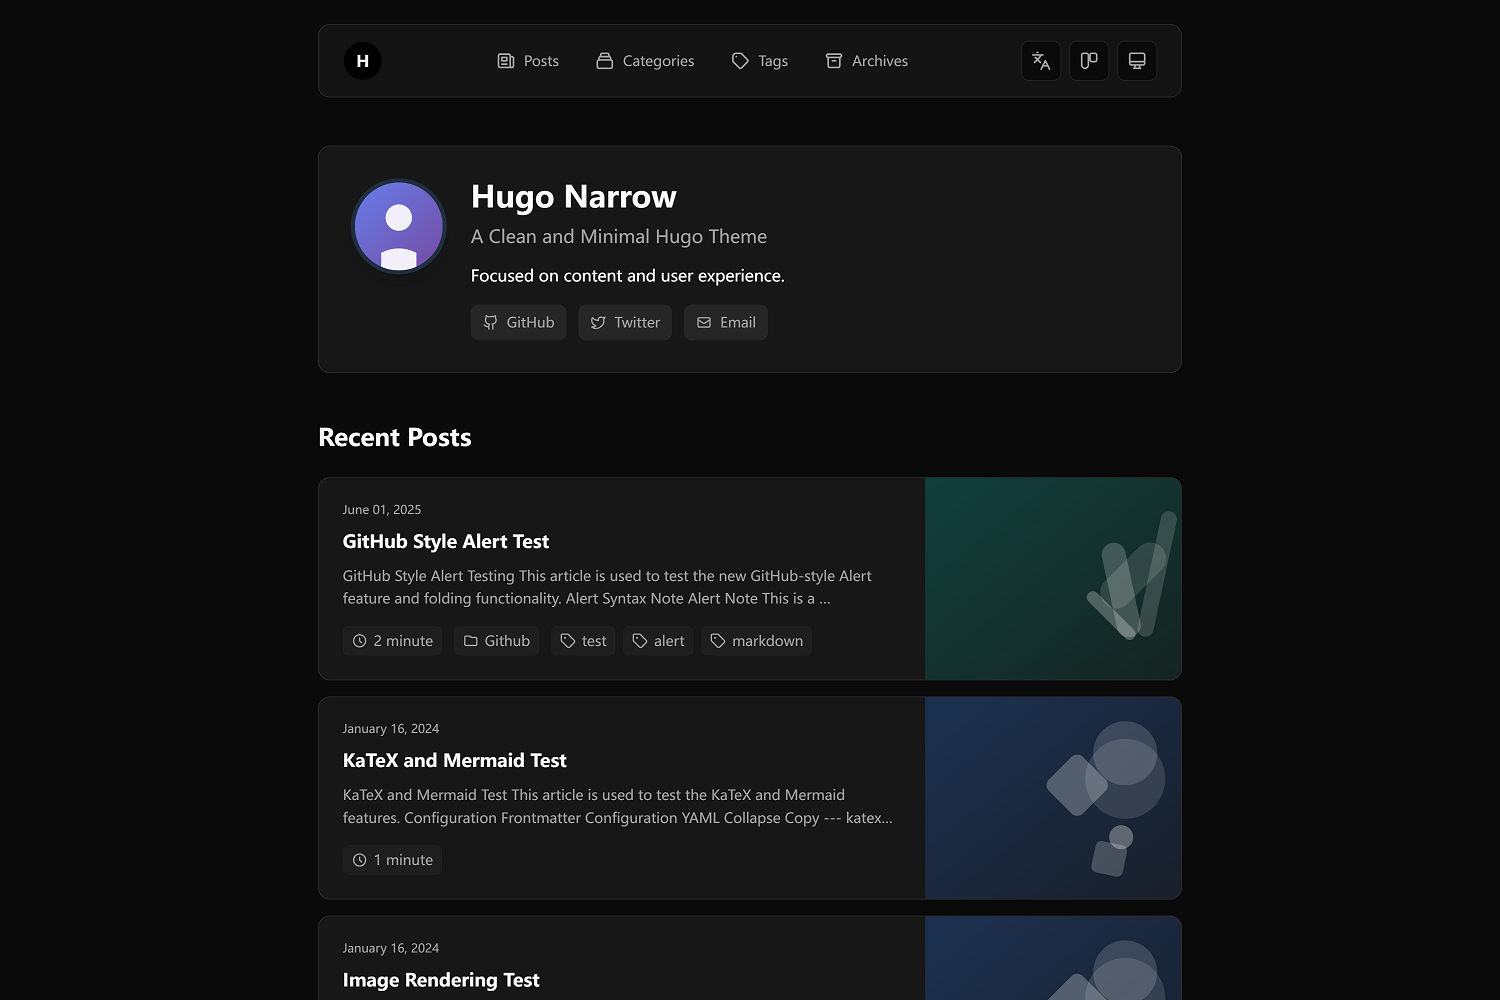 H
Posts
Categories
Tags
Archives
Hugo Narrow
A Clean and Minimal Hugo Theme
Focused on content and user experience.
GitHub
Twitter
Email
Recent Posts
June 01, 2025
GitHub Style Alert Test
GitHub Style Alert Testing This article is used to test the new GitHub-style Alert
feature and folding functionality. Alert Syntax Note Alert Note This is a ...
2 minute
Github
test
alert
markdown
January 16, 2024
KaTeX and Mermaid Test
KaTeX and Mermaid Test This article is used to test the KaTeX and Mermaid
features. Configuration Frontmatter Configuration YAML Collapse Copy --- katex...
1 minute
January 16, 2024
Image Rendering Test